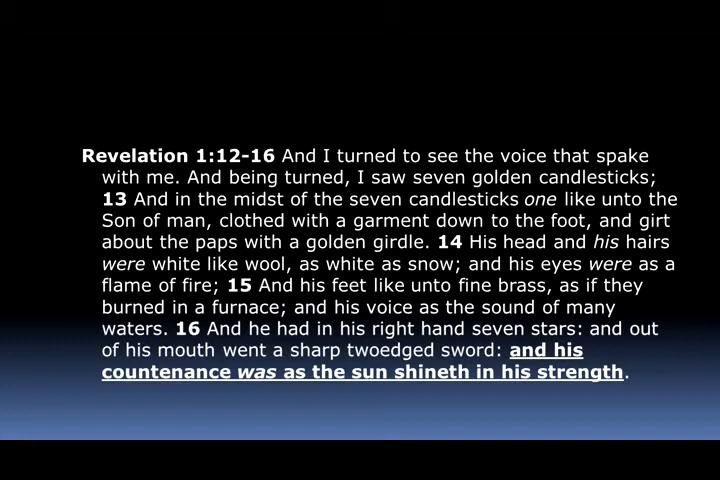 Revelation 1:12-16 And I turned to see the voice that spake
with me. And being turned, I saw seven golden candlesticks;
13 And in the midst of the seven candlesticks one like unto the
Son of man, clothed with a garment down to the foot, and girt
about the paps with a golden girdle. 14 His head and his hairs
were white like wool, as white as snow; and his eyes were as a
flame of fire; 15 And his feet like unto fine brass, as if they
burned in a furnace; and his voice as the sound of many
waters. 16 And he had in his right hand seven stars: and out
of his mouth went a sharp twoedged sword: and his
countenance was as the sun shineth in his strength.